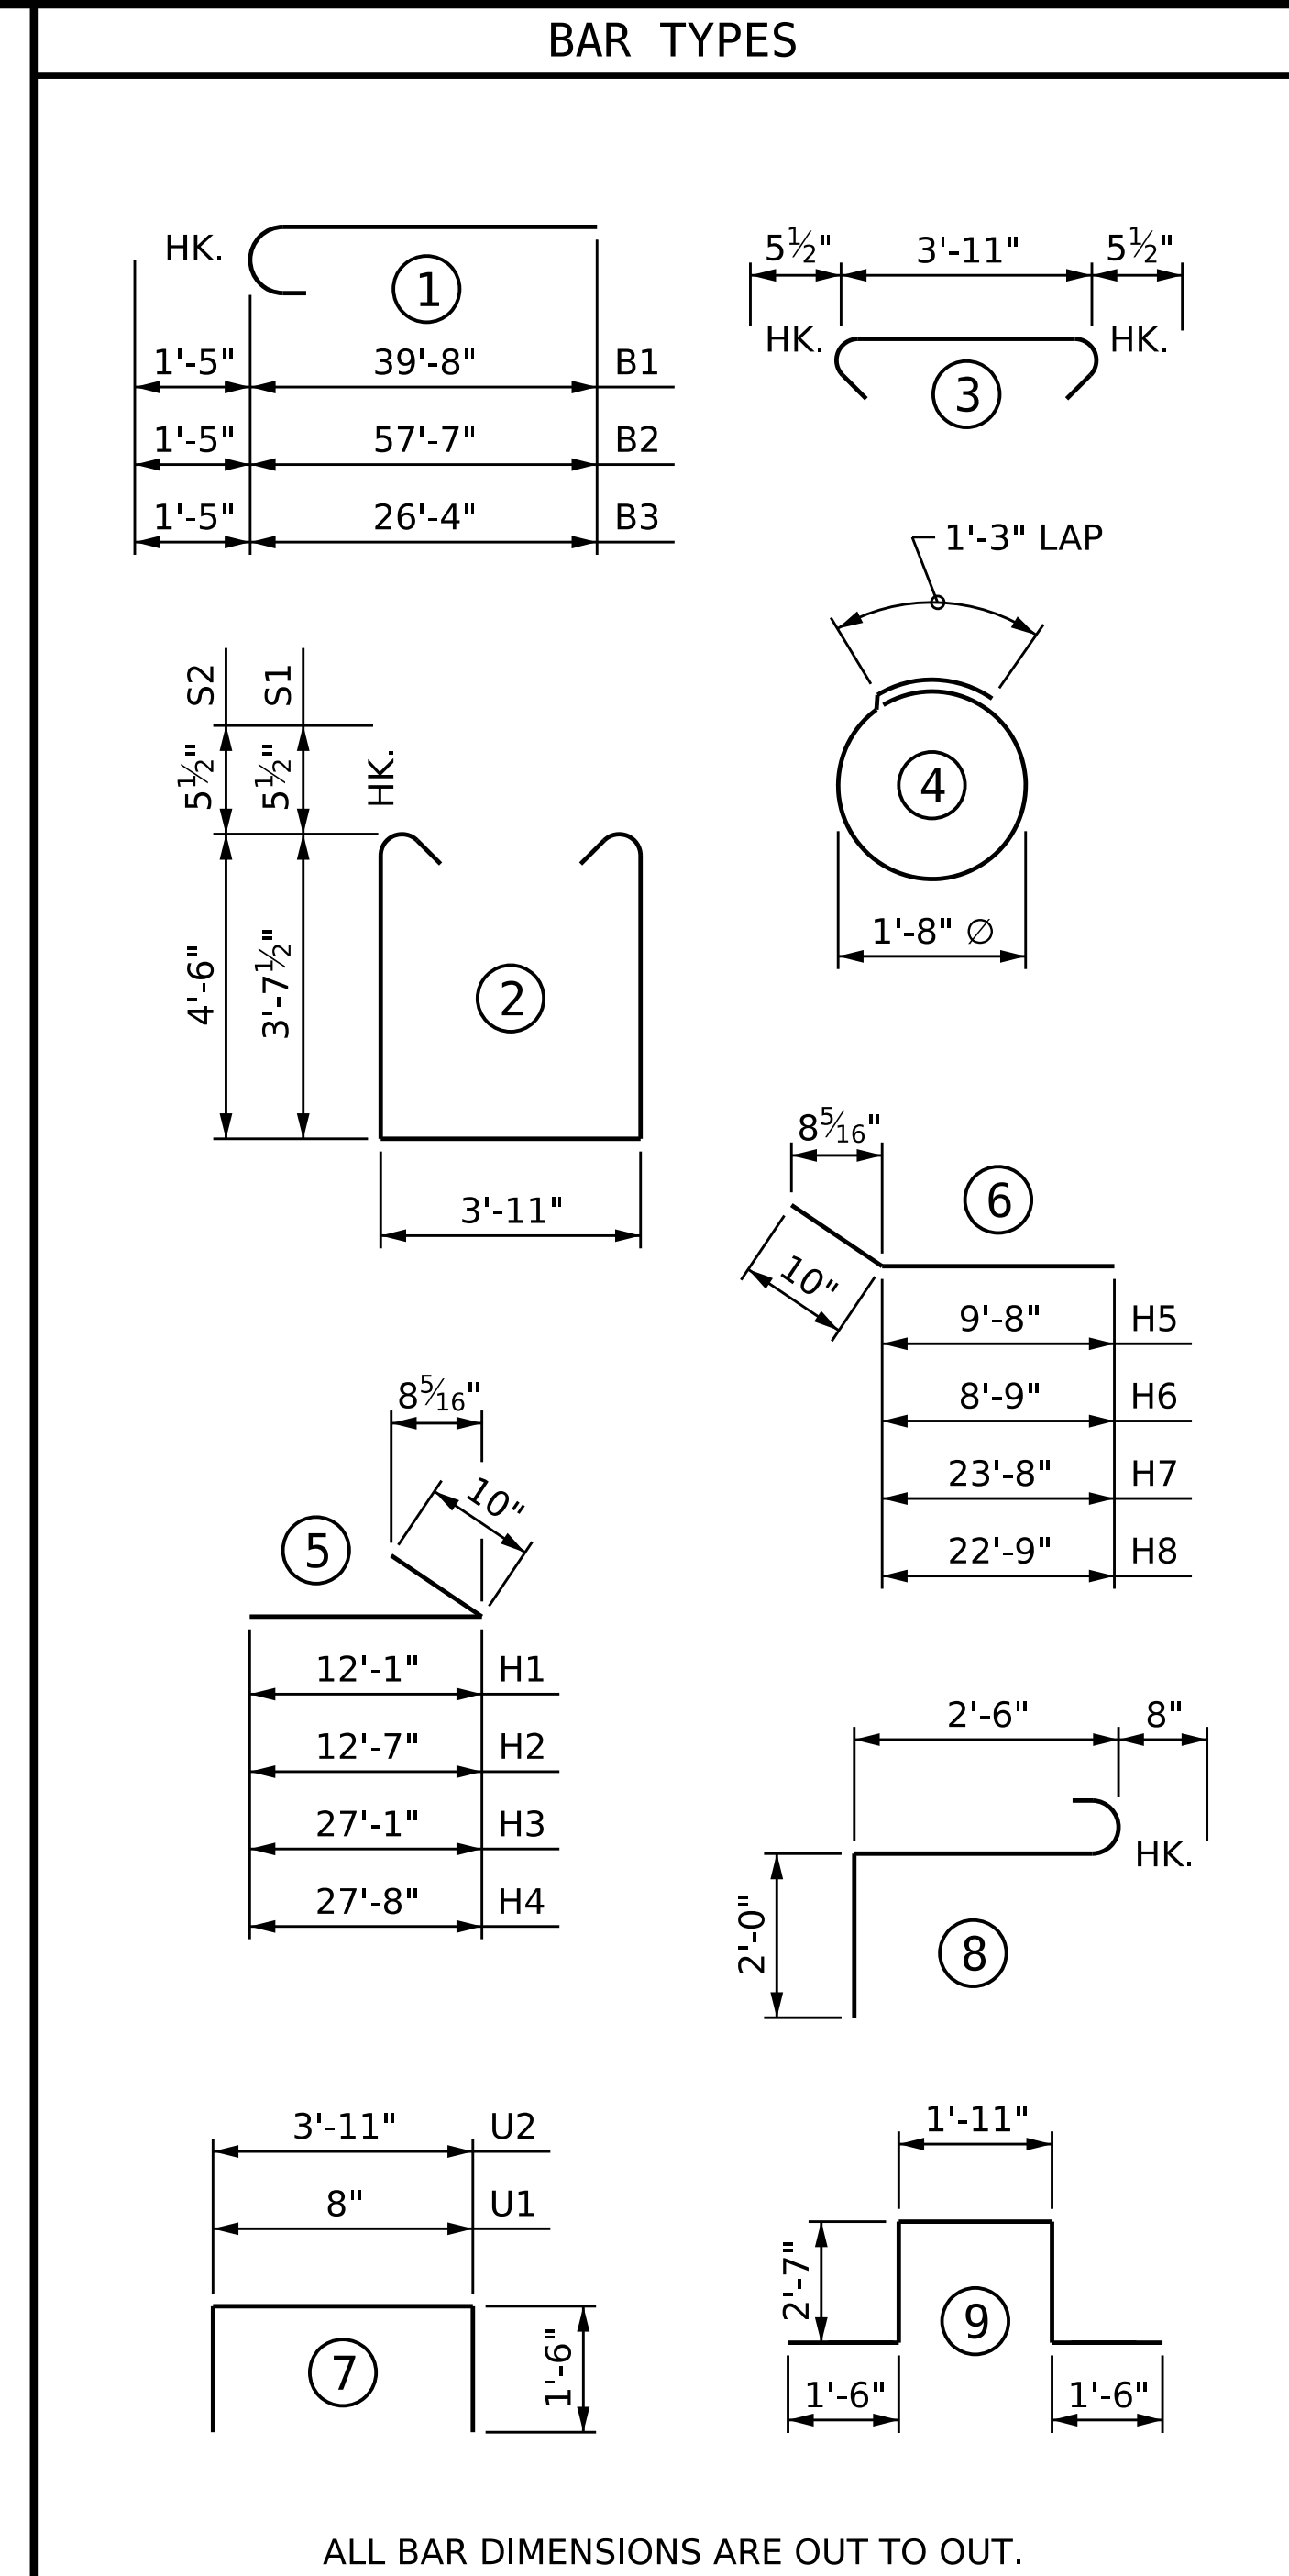 BAR TYPES
HK.
1
1'-5" 39'-8" B1
1'-5" 57'-7" B2
1'-5" 26'-4" B3
5½" 3'-11" 5½"
HK. HK.
3
1'-3" LAP
4
1'-8" ∅
S2 S1
5½" 5½" HK.
4'-6" 3'-7½"
2
3'-11"
8 5⁄16"
6
10"
9'-8" H5
8'-9" H6
23'-8" H7
22'-9" H8
8 5⁄16"
10"
5
12'-1" H1
12'-7" H2
27'-1" H3
27'-8" H4
2'-6" 8"
HK.
2'-0"
8
3'-11" U2
8" U1
7
1'-6"
1'-11"
2'-7"
9
1'-6" 1'-6"
ALL BAR DIMENSIONS ARE OUT TO OUT.